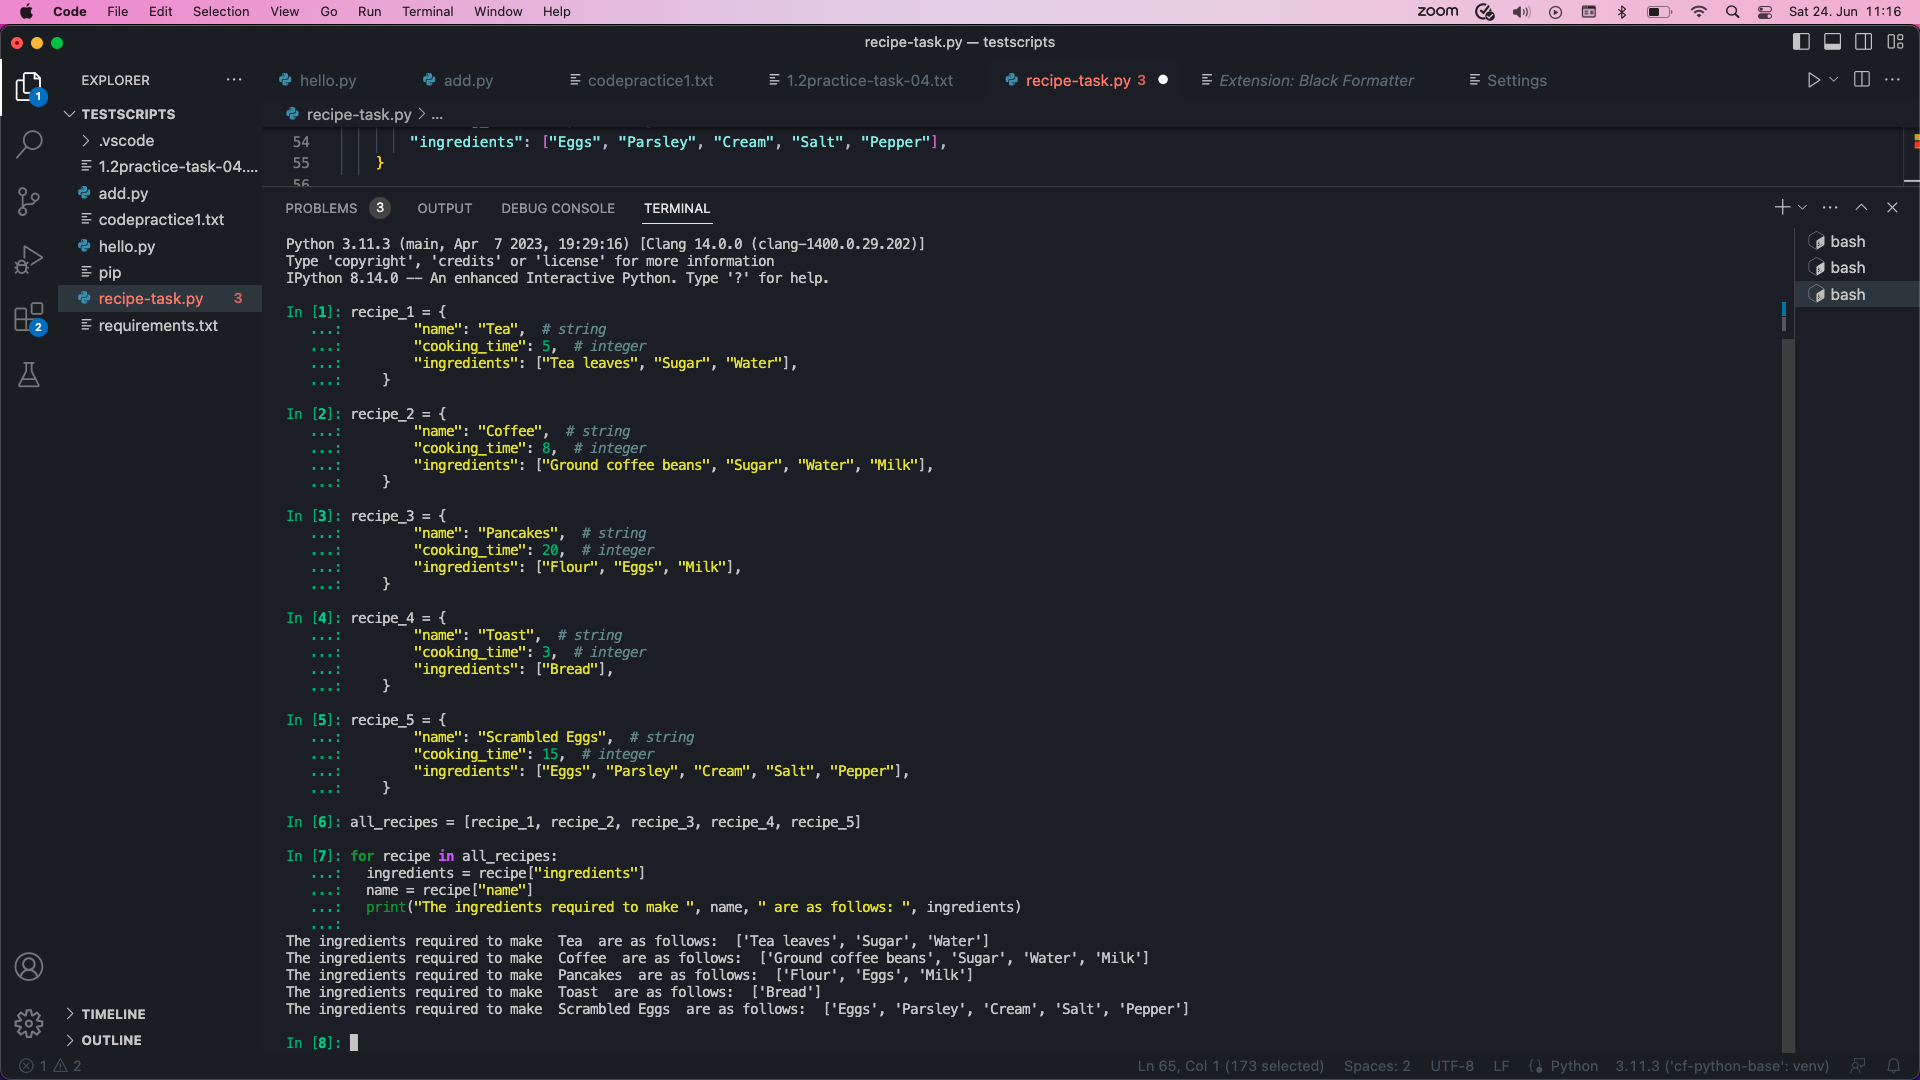 Code File Edit Selection View Go Run Terminal Window Help zoom Sat 24. Jun 11:16
recipe-task.py — testscripts
EXPLORER ...
hello.py add.py codepractice1.txt 1.2practice-task-04.txt recipe-task.py 3 Extension: Black Formatter Settings
recipe-task.py > ...
TESTSCRIPTS
.vscode
1.2practice-task-04....
add.py
codepractice1.txt
hello.py
pip
recipe-task.py 3
requirements.txt
1
2
54 "ingredients": ["Eggs", "Parsley", "Cream", "Salt", "Pepper"],
55 }
56
PROBLEMS 3 OUTPUT DEBUG CONSOLE TERMINAL
bash
bash
bash
Python 3.11.3 (main, Apr  7 2023, 19:29:16) [Clang 14.0.0 (clang-1400.0.29.202)]
Type 'copyright', 'credits' or 'license' for more information
IPython 8.14.0 -- An enhanced Interactive Python. Type '?' for help.
In [1]: recipe_1 = {
...:         "name": "Tea",  # string
...:         "cooking_time": 5,  # integer
...:         "ingredients": ["Tea leaves", "Sugar", "Water"],
...:     }
In [2]: recipe_2 = {
...:         "name": "Coffee",  # string
...:         "cooking_time": 8,  # integer
...:         "ingredients": ["Ground coffee beans", "Sugar", "Water", "Milk"],
...:     }
In [3]: recipe_3 = {
...:         "name": "Pancakes",  # string
...:         "cooking_time": 20,  # integer
...:         "ingredients": ["Flour", "Eggs", "Milk"],
...:     }
In [4]: recipe_4 = {
...:         "name": "Toast",  # string
...:         "cooking_time": 3,  # integer
...:         "ingredients": ["Bread"],
...:     }
In [5]: recipe_5 = {
...:         "name": "Scrambled Eggs",  # string
...:         "cooking_time": 15,  # integer
...:         "ingredients": ["Eggs", "Parsley", "Cream", "Salt", "Pepper"],
...:     }
In [6]: all_recipes = [recipe_1, recipe_2, recipe_3, recipe_4, recipe_5]
In [7]: for recipe in all_recipes:
...:   ingredients = recipe["ingredients"]
...:   name = recipe["name"]
...:   print("The ingredients required to make ", name, " are as follows: ", ingredients)
...:
The ingredients required to make  Tea  are as follows:  ['Tea leaves', 'Sugar', 'Water']
The ingredients required to make  Coffee  are as follows:  ['Ground coffee beans', 'Sugar', 'Water', 'Milk']
The ingredients required to make  Pancakes  are as follows:  ['Flour', 'Eggs', 'Milk']
The ingredients required to make  Toast  are as follows:  ['Bread']
The ingredients required to make  Scrambled Eggs  are as follows:  ['Eggs', 'Parsley', 'Cream', 'Salt', 'Pepper']
In [8]:
TIMELINE
OUTLINE
1 2 Ln 65, Col 1 (173 selected) Spaces: 2 UTF-8 LF Python 3.11.3 ('cf-python-base': venv)